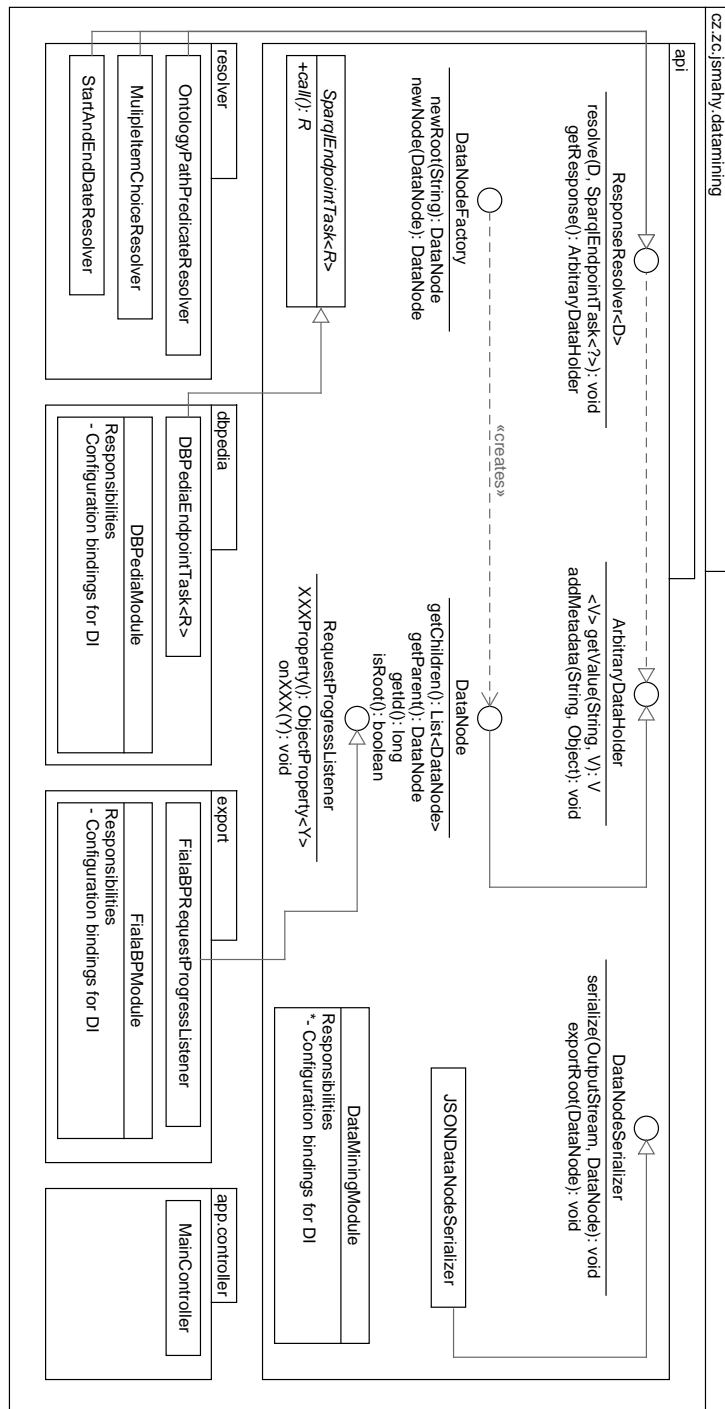 cz.zc.jsmahy.datamining
api
ResponseResolver<D>
resolve(D, SparqlEndpointTask<?>): void
getResponse(): ArbitraryDataHolder
ArbitraryDataHolder
<V> getValue(String, V): V
addMetadata(String, Object): void
DataNodeSerializer
serialize(OutputStream, DataNode): void
exportRoot(DataNode): void
DataNodeFactory
newRoot(String): DataNode
newNode(DataNode): DataNode
«creates»
DataNode
getChildren(): List<DataNode>
getParent(): DataNode
getId(): long
isRoot(): boolean
JSONDataNodeSerializer
SparqlEndpointTask<R>
+call(): R
RequestProgressListener
XXXProperty(): ObjectProperty<Y>
onXXX(Y): void
DataMiningModule
Responsibilities
*- Configuration bindings for DI
resolver
OntologyPathPredicateResolver
MulipleItemChoiceResolver
StartAndEndDateResolver
dbpedia
DBPediaEndpointTask<R>
DBPediaModule
Responsibilities
- Configuration bindings for DI
export
FialaBPRequestProgressListener
FialaBPModule
Responsibilities
- Configuration bindings for DI
app.controller
MainController